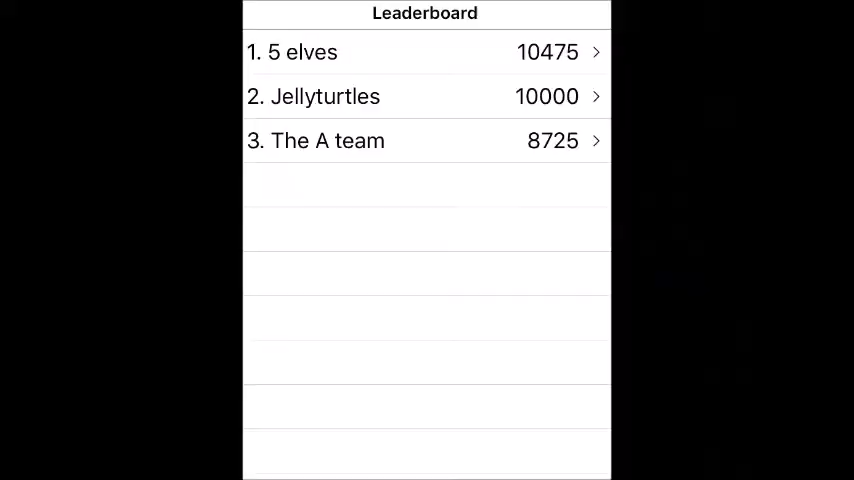 Leaderboard
1. 5 elves 10475
2. Jellyturtles 10000
3. The A team 8725